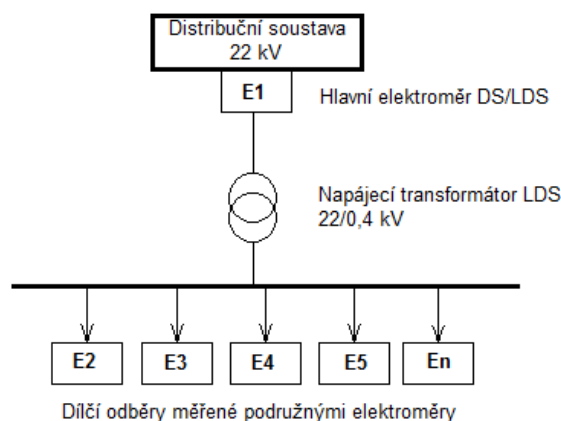 Distribuční soustava
22 kV
E1
Hlavní elektroměr DS/LDS
Napájecí transformátor LDS
22/0,4 kV
E2 E3 E4 E5 En
Dílčí odběry měřené podružnými elektroměry